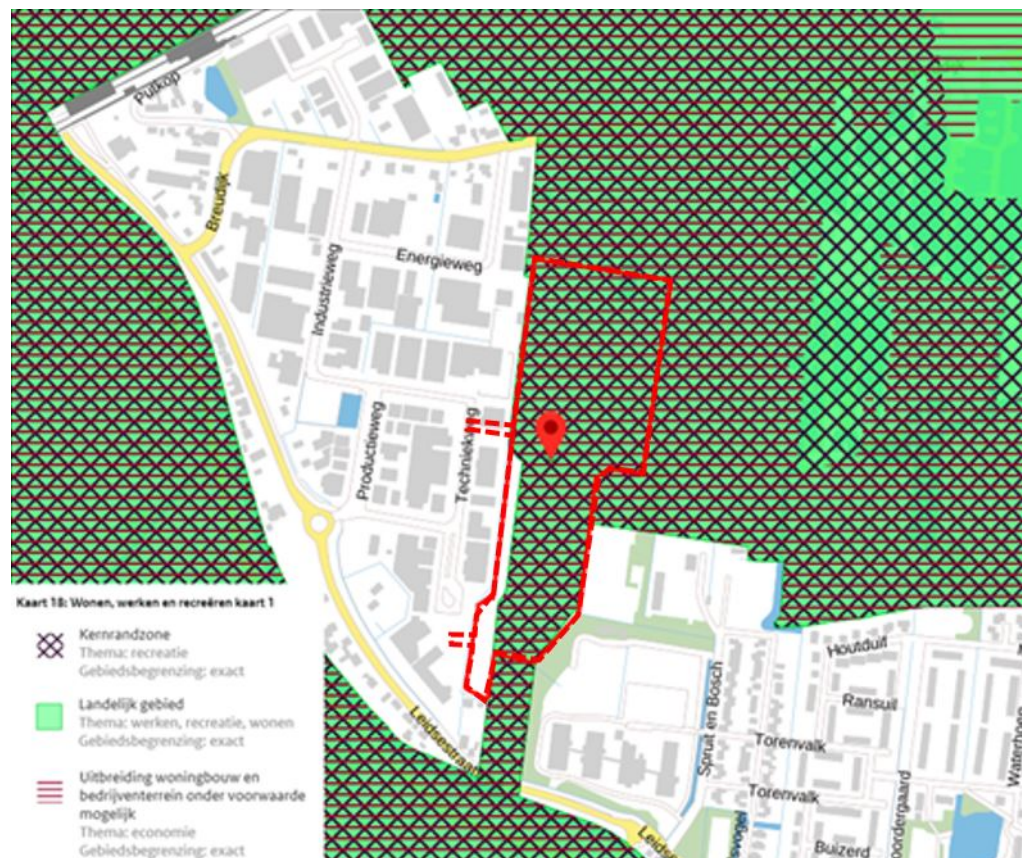 Putkop
Breudijk
Energieweg
Industrieweg
Productieweg
Techniekweg
Leidsestraat
Houtduif
Ransuil
Spruit en Bosch
Torenvalk
Torenvalk
Buizerd
Kaart 18: Wonen, werken en recreëren kaart 1
Kernrandzone
Thema: recreatie
Gebiedsbegrenzing: exact
Landelijk gebied
Thema: werken, recreatie, wonen
Gebiedsbegrenzing: exact
Uitbreiding woningbouw en
bedrijventerrein onder voorwaarde
mogelijk
Thema: economie
Gebiedsbegrenzing: exact